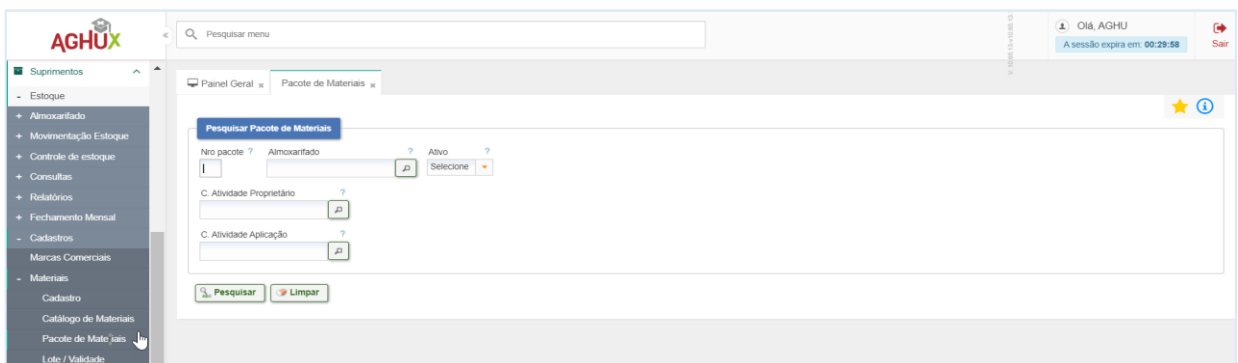 AGHUX
«
Pesquisar menu
Olá, AGHU
A sessão expira em: 00:29:58
Sair
Suprimentos
- Estoque
+ Almoxarifado
+ Movimentação Estoque
+ Controle de estoque
+ Consultas
+ Relatórios
+ Fechamento Mensal
- Cadastros
Marcas Comerciais
- Materiais
Cadastro
Catálogo de Materiais
Pacote de Materiais
Lote / Validade
Painel Geral x
Pacote de Materiais x
Pesquisar Pacote de Materiais
Nro pacote ? Almoxarifado ? Ativo ?
Selecione
C. Atividade Proprietário ?
C. Atividade Aplicação ?
Pesquisar Limpar